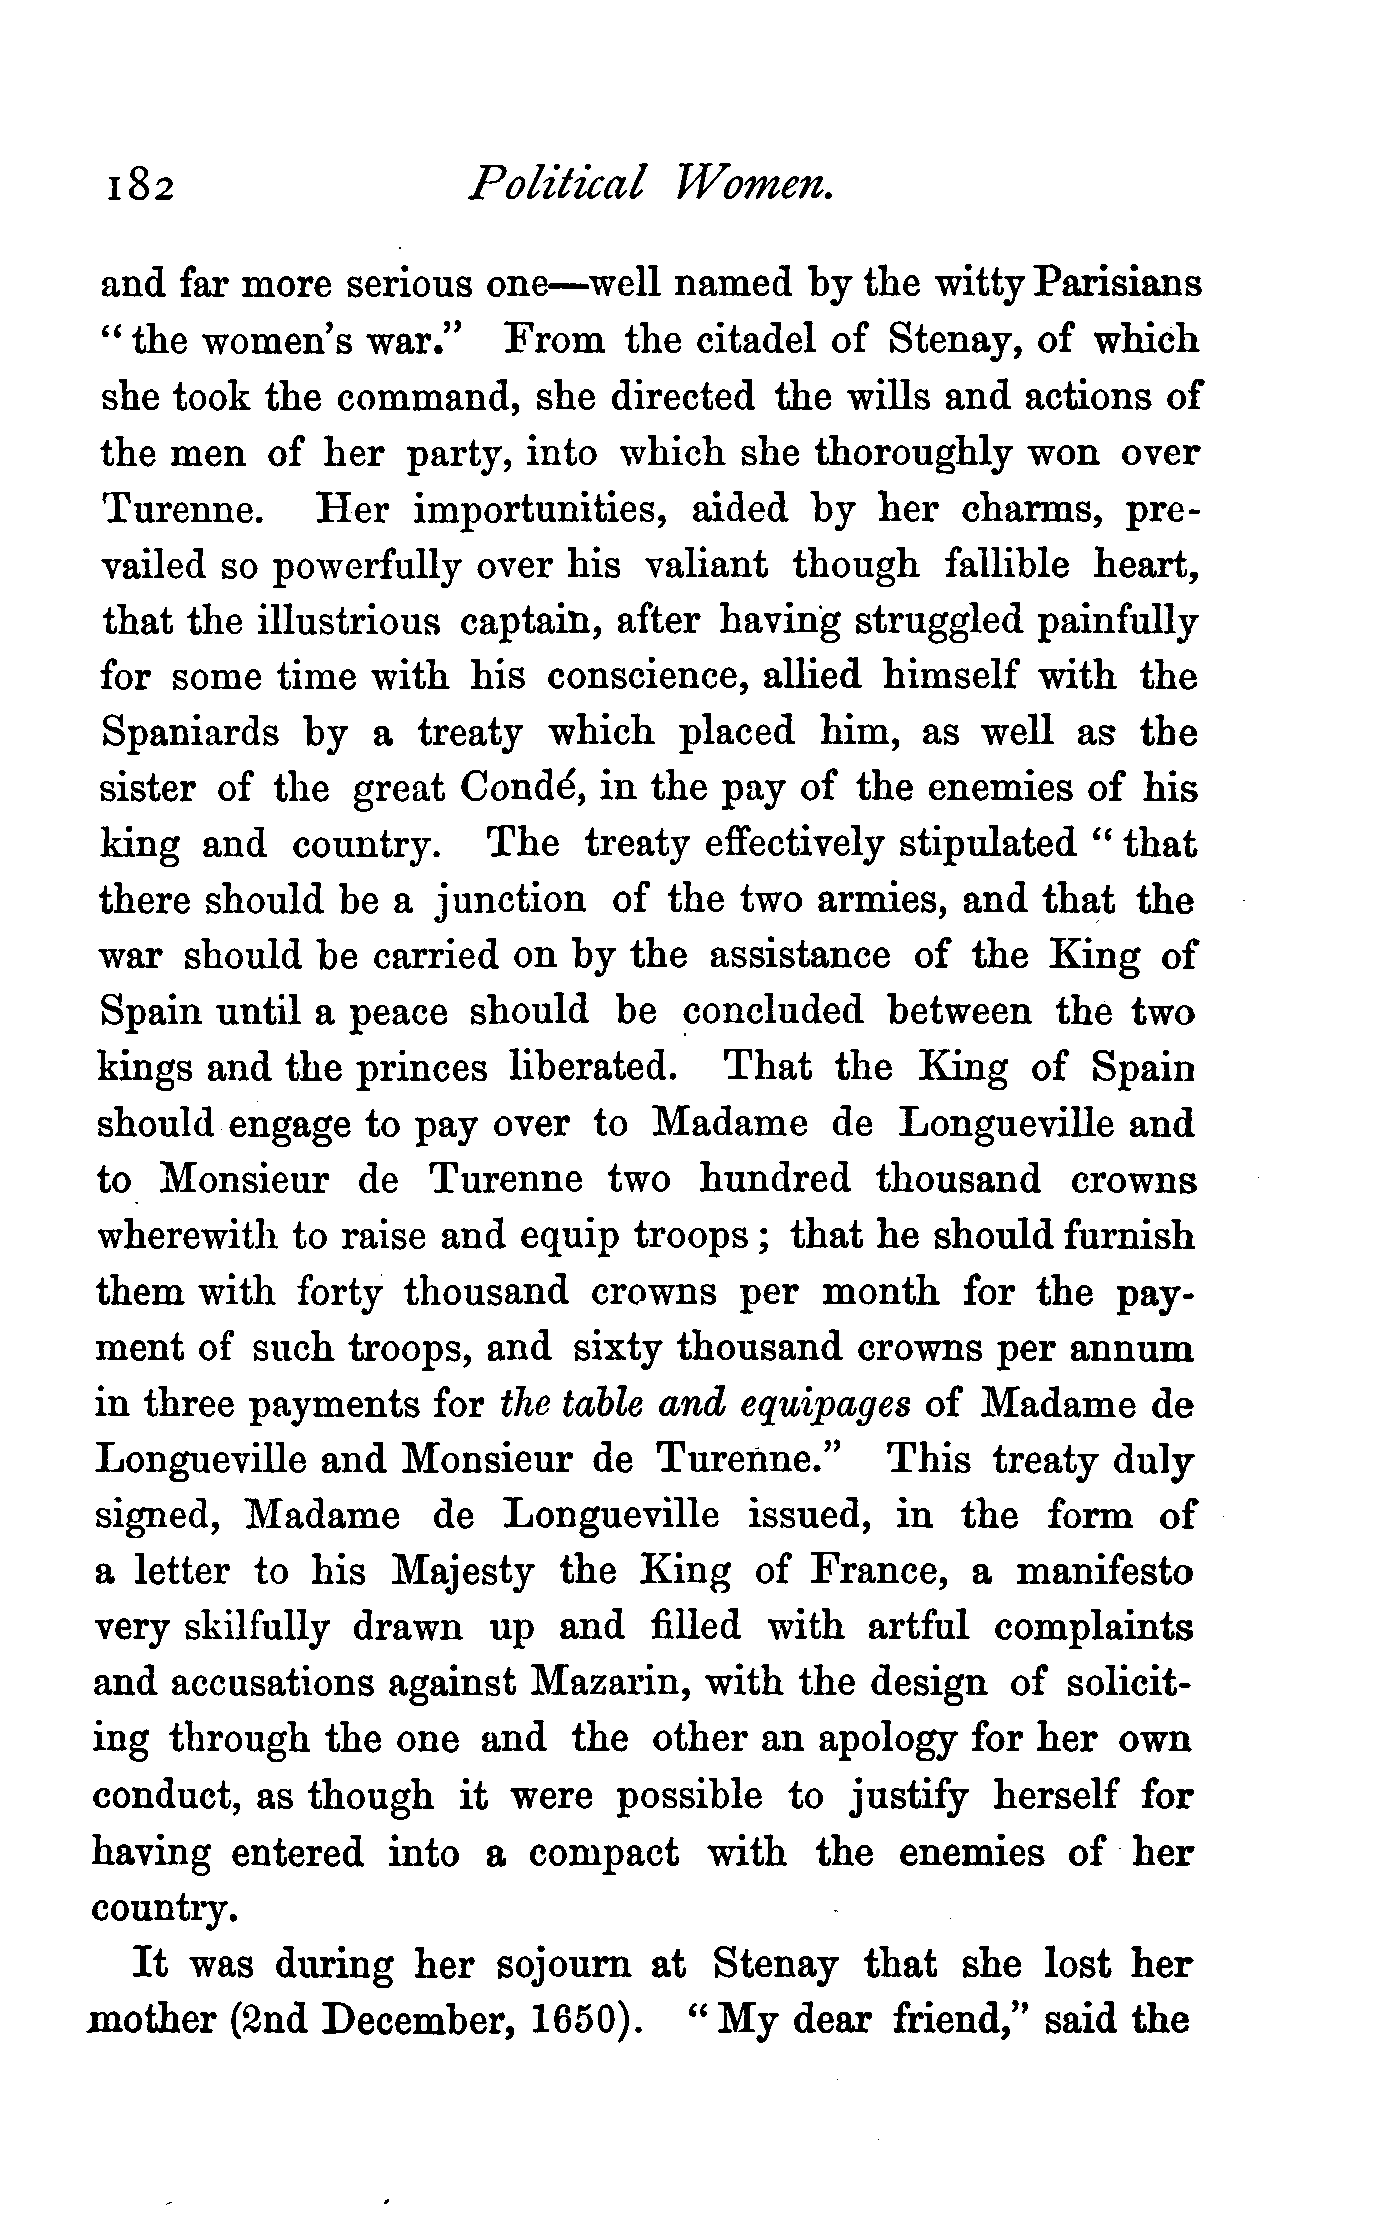 182 Political Women.
and far more serious one—well named by the witty Parisians
“the women’s war.” From the citadel of Stenay, of which
she took the command, she directed the wills and actions of
the men of her party, into which she thoroughly won over
Turenne. Her importunities, aided by her charms, pre-
vailed so powerfully over his valiant though fallible heart,
that the illustrious captain, after having struggled painfully
for some time with his conscience, allied himself with the
Spaniards by a treaty which placed him, as well as the
sister of the great Condé, in the pay of the enemies of his
king and country. The treaty effectively stipulated “that
there should be a junction of the two armies, and that the
war should be carried on by the assistance of the King of
Spain until a peace should be concluded between the two
kings and the princes liberated. That the King of Spain
should engage to pay over to Madame de Longueville and
to Monsieur de Turenne two hundred thousand crowns
wherewith to raise and equip troops; that he should furnish
them with forty thousand crowns per month for the pay-
ment of such troops, and sixty thousand crowns per annum
in three payments for the table and equipages of Madame de
Longueville and Monsieur de Turenne.” This treaty duly
signed, Madame de Longueville issued, in the form of
a letter to his Majesty the King of France, a manifesto
very skilfully drawn up and filled with artful complaints
and accusations against Mazarin, with the design of solicit-
ing through the one and the other an apology for her own
conduct, as though it were possible to justify herself for
having entered into a compact with the enemies of her
country.
It was during her sojourn at Stenay that she lost her
mother (2nd December, 1650). “My dear friend,” said the